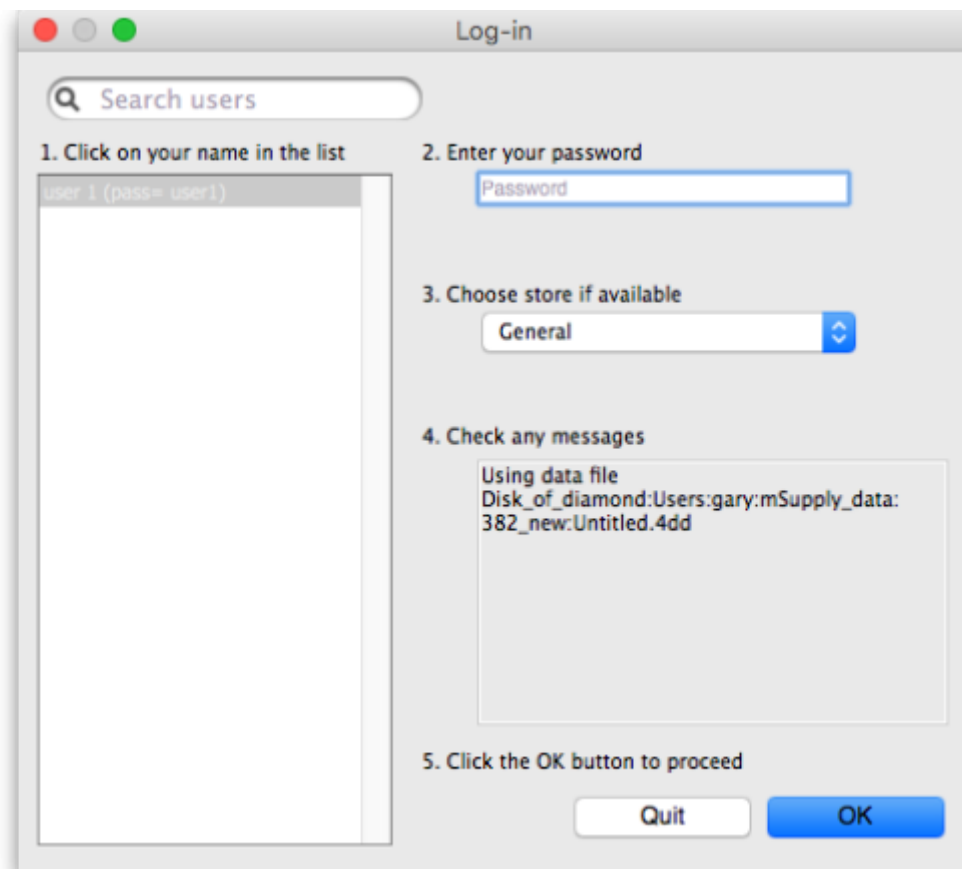 Log-in
Search users
1. Click on your name in the list
user 1 (pass= user1)
2. Enter your password
Password
3. Choose store if available
General
4. Check any messages
Using data file
Disk_of_diamond:Users:gary:mSupply_data:
382_new:Untitled.4dd
5. Click the OK button to proceed
Quit
OK